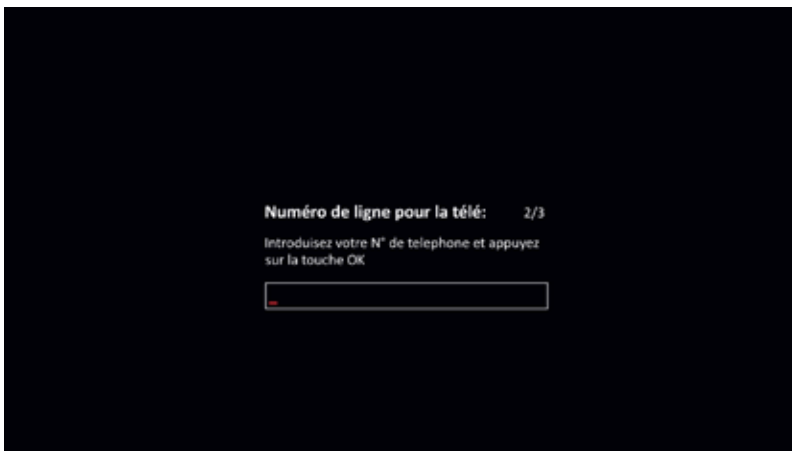 Numéro de ligne pour la télé: 2/3
Introduisez votre N° de telephone et appuyez
sur la touche OK